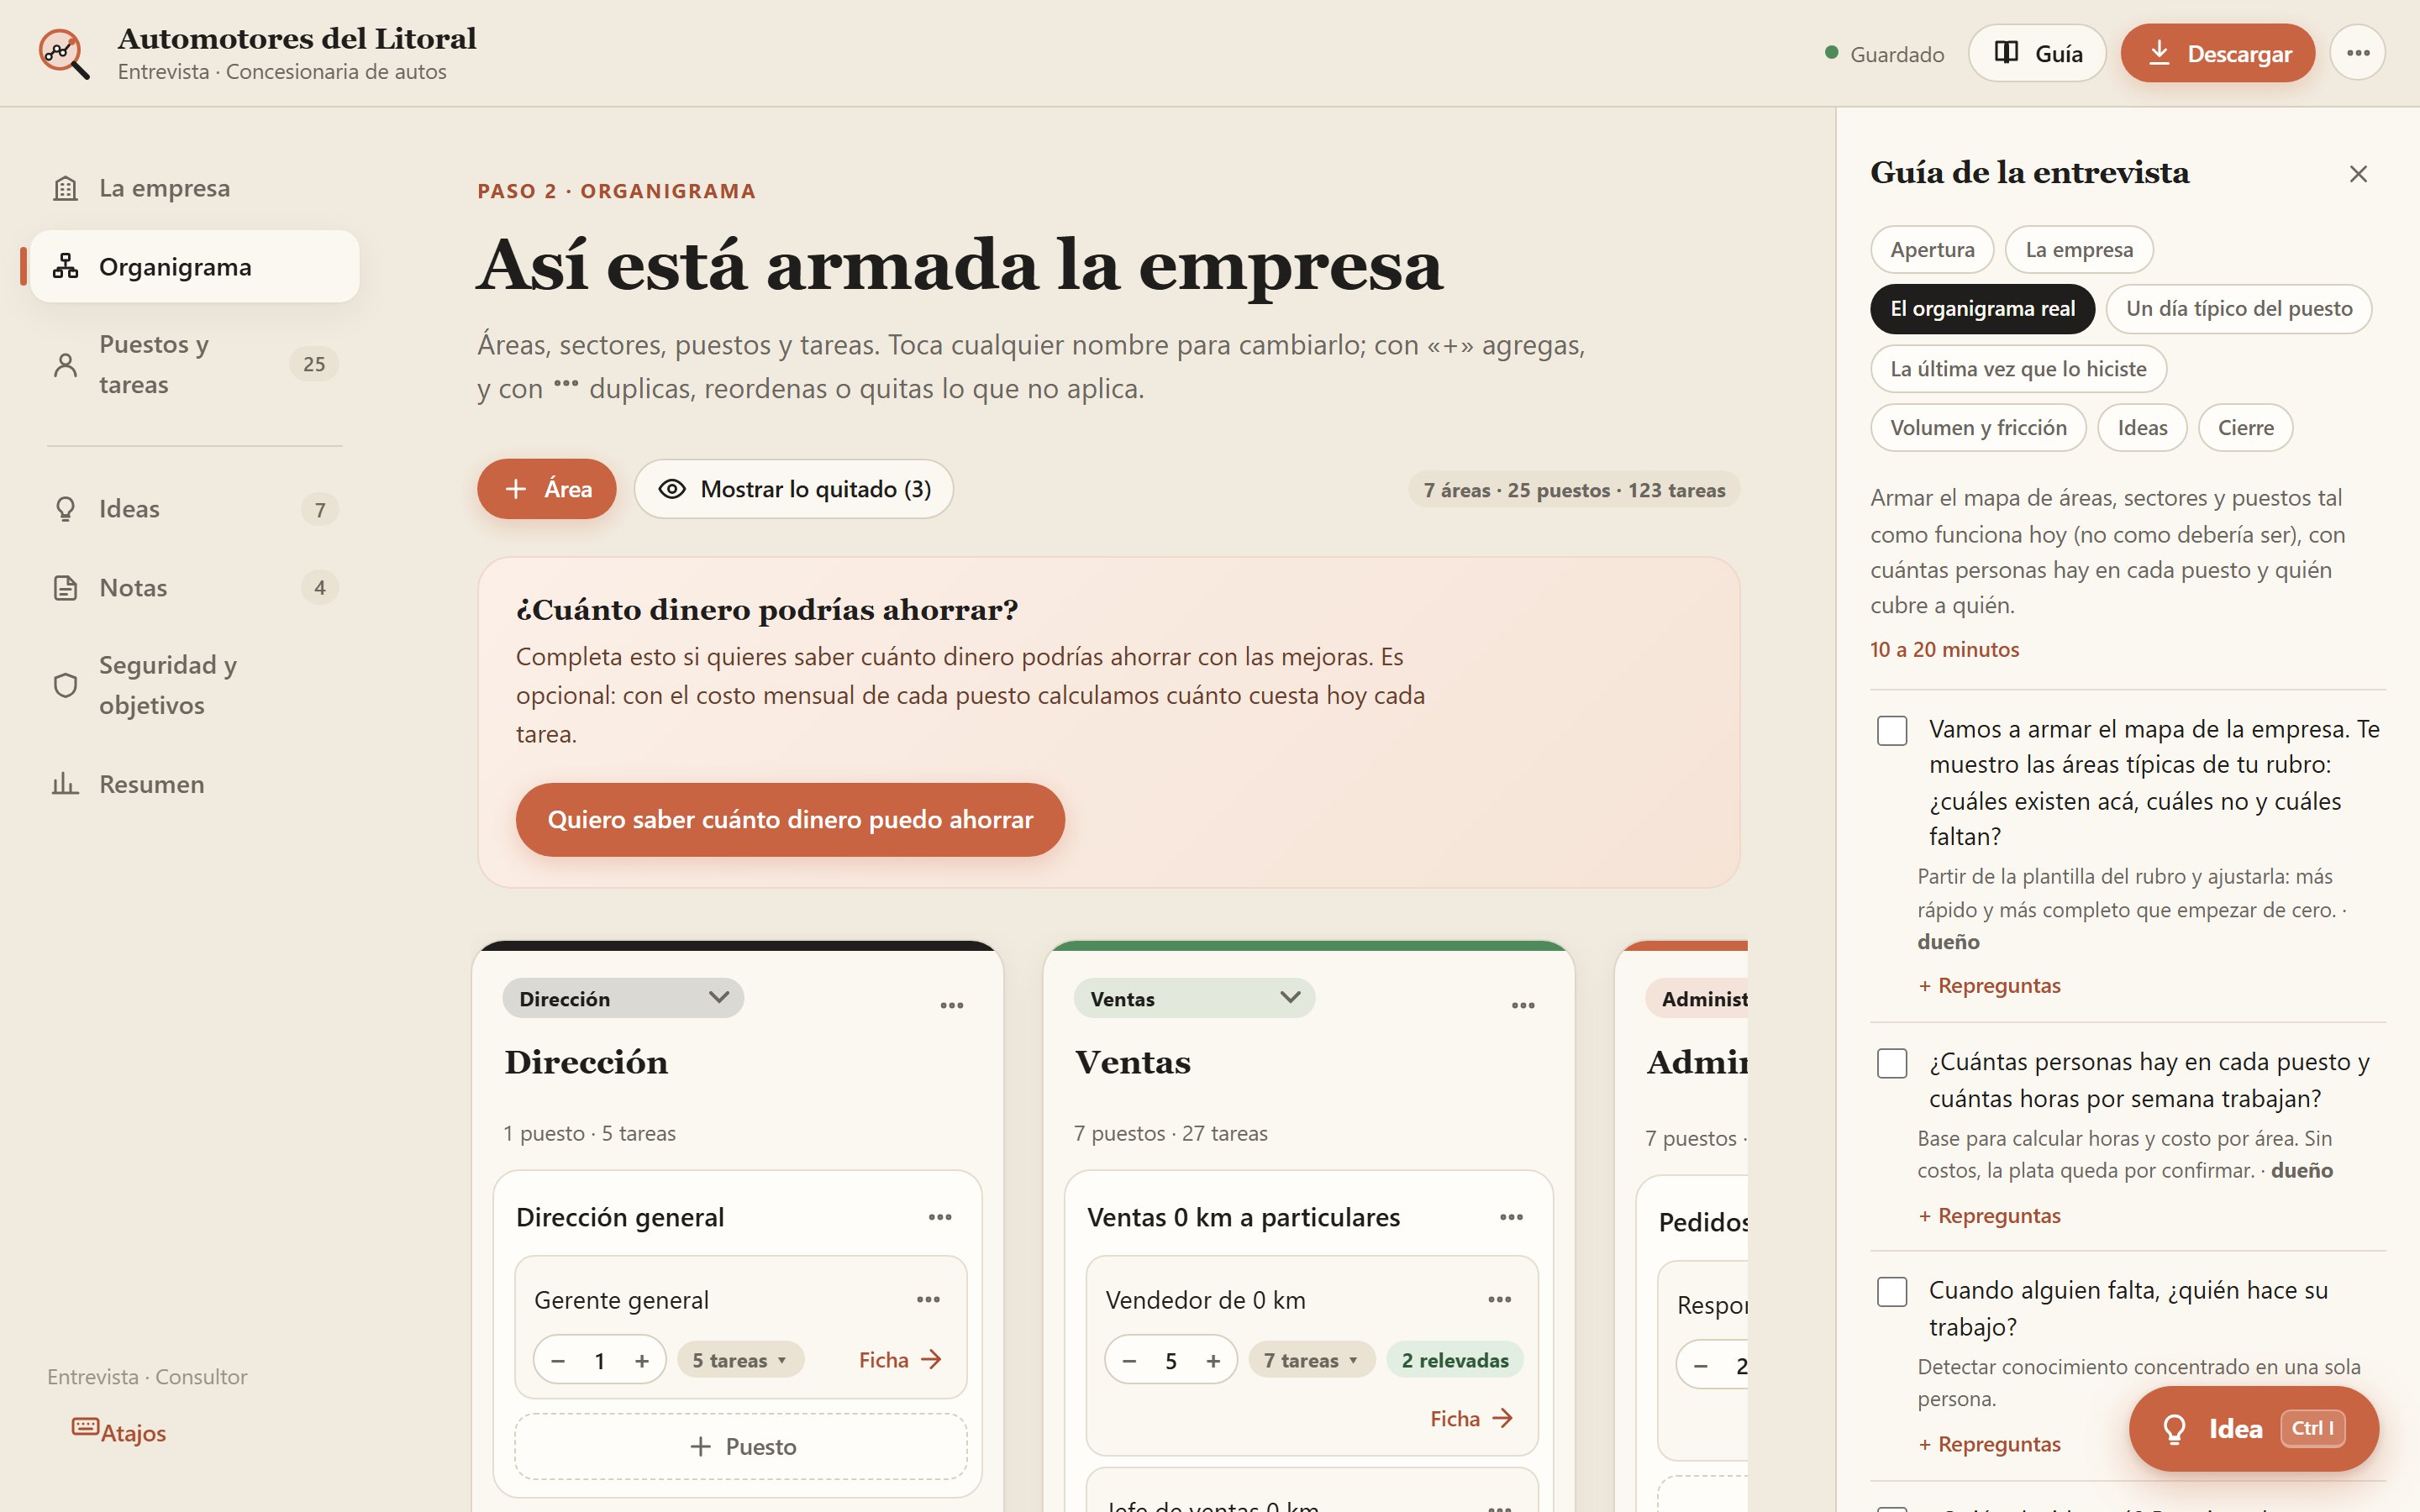 Automotores del Litoral
Entrevista · Concesionaria de autos
Guardado
Guía
Descargar
La empresa
Organigrama
Puestos y
tareas
25
Ideas
7
Notas
4
Seguridad y
objetivos
Resumen
Entrevista · Consultor
Atajos
PASO 2 · ORGANIGRAMA
Así está armada la empresa
Áreas, sectores, puestos y tareas. Toca cualquier nombre para cambiarlo; con «+» agregas,
y con ••• duplicas, reordenas o quitas lo que no aplica.
+ Área
Mostrar lo quitado (3)
7 áreas · 25 puestos · 123 tareas
¿Cuánto dinero podrías ahorrar?
Completa esto si quieres saber cuánto dinero podrías ahorrar con las mejoras. Es
opcional: con el costo mensual de cada puesto calculamos cuánto cuesta hoy cada
tarea.
Quiero saber cuánto dinero puedo ahorrar
Dirección
Dirección
1 puesto · 5 tareas
Dirección general
Gerente general
− 1 +
5 tareas ▾
Ficha →
+ Puesto
Ventas
Ventas
7 puestos · 27 tareas
Ventas 0 km a particulares
Vendedor de 0 km
− 5 +
7 tareas ▾
2 relevadas
Ficha →
Jefe de ventas 0 km
Administ
Admin
7 puestos ·
Pedidos
Respon
− 2
Guía de la entrevista
Apertura
La empresa
El organigrama real
Un día típico del puesto
La última vez que lo hiciste
Volumen y fricción
Ideas
Cierre
Armar el mapa de áreas, sectores y puestos tal
como funciona hoy (no como debería ser), con
cuántas personas hay en cada puesto y quién
cubre a quién.
10 a 20 minutos
Vamos a armar el mapa de la empresa. Te
muestro las áreas típicas de tu rubro:
¿cuáles existen acá, cuáles no y cuáles
faltan?
Partir de la plantilla del rubro y ajustarla: más
rápido y más completo que empezar de cero. ·
dueño
+ Repreguntas
¿Cuántas personas hay en cada puesto y
cuántas horas por semana trabajan?
Base para calcular horas y costo por área. Sin
costos, la plata queda por confirmar. · dueño
+ Repreguntas
Cuando alguien falta, ¿quién hace su
trabajo?
Detectar conocimiento concentrado en una sola
persona.
+ Repreguntas
Idea
Ctrl I